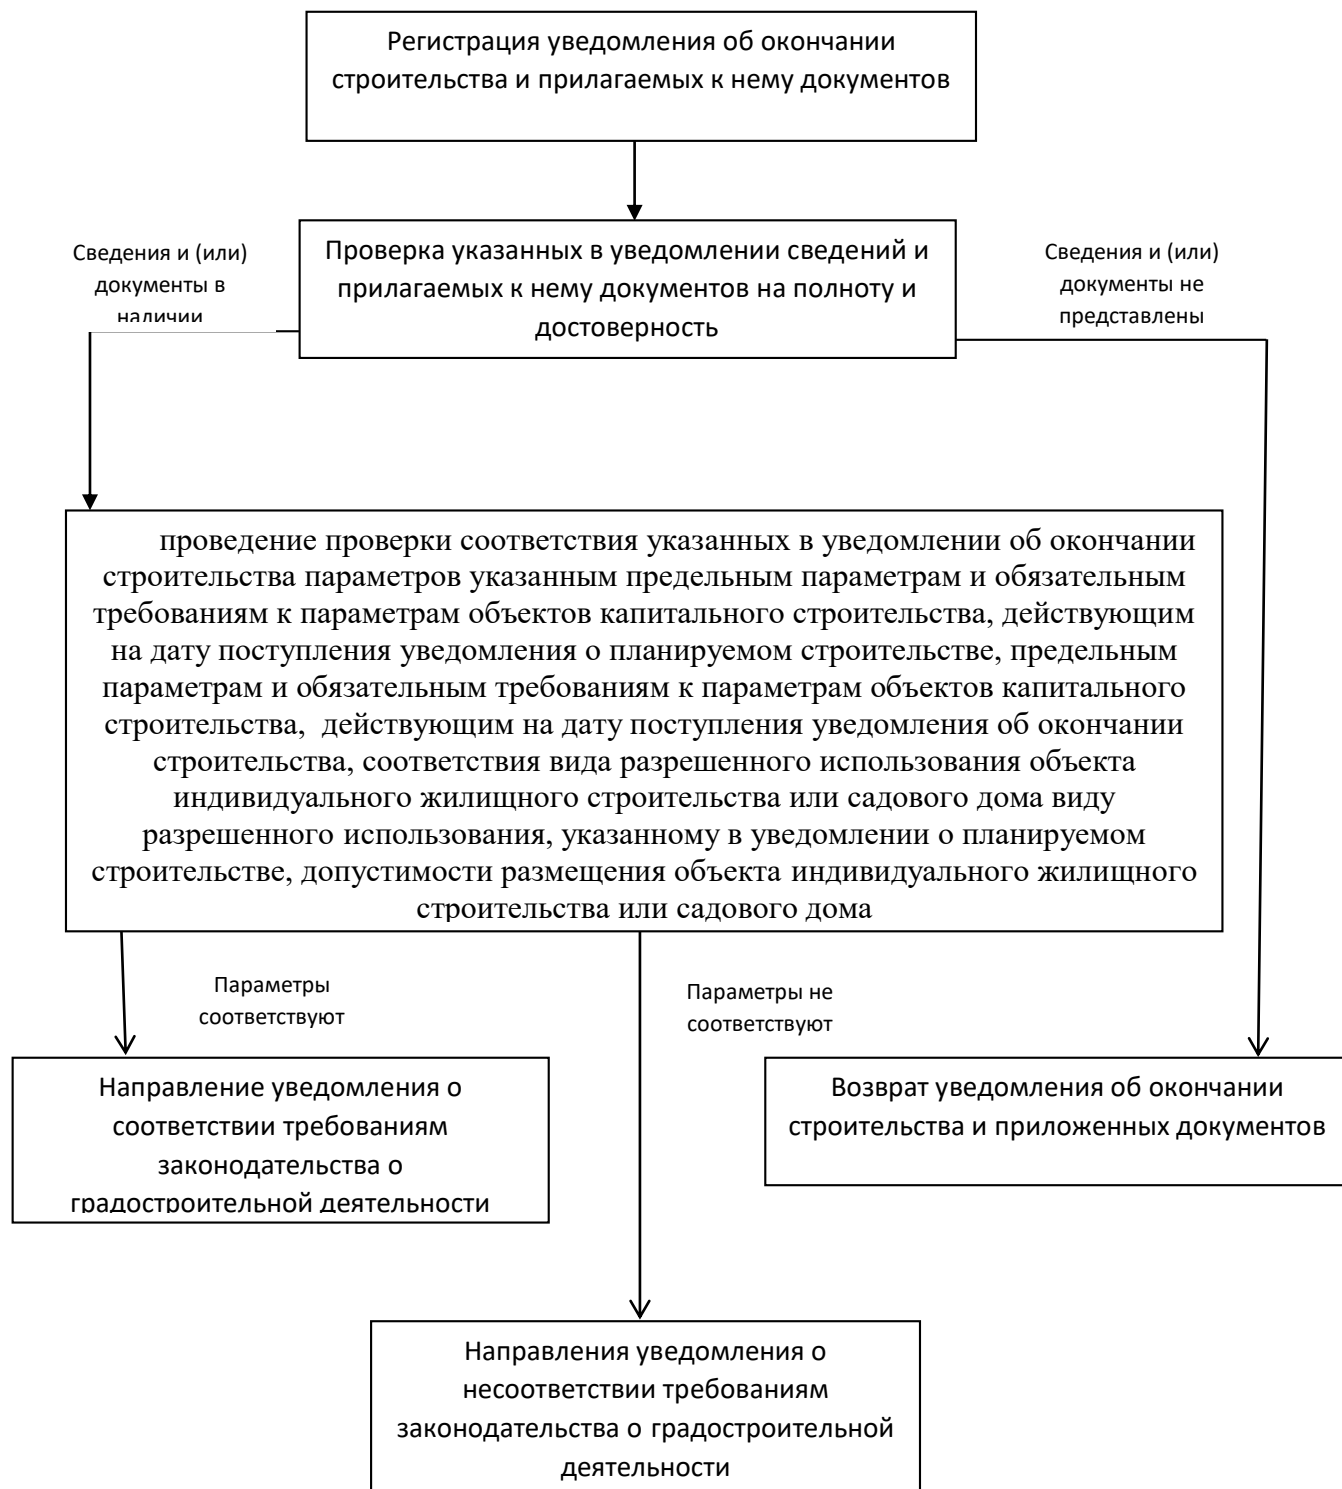 Регистрация уведомления об окончании
строительства и прилагаемых к нему документов
Сведения и (или)
документы в
наличии
Проверка указанных в уведомлении сведений и
прилагаемых к нему документов на полноту и
достоверность
Сведения и (или)
документы не
представлены
проведение проверки соответствия указанных в уведомлении об окончании
строительства параметров указанным предельным параметрам и обязательным
требованиям к параметрам объектов капитального строительства, действующим
на дату поступления уведомления о планируемом строительстве, предельным
параметрам и обязательным требованиям к параметрам объектов капитального
строительства, действующим на дату поступления уведомления об окончании
строительства, соответствия вида разрешенного использования объекта
индивидуального жилищного строительства или садового дома виду
разрешенного использования, указанному в уведомлении о планируемом
строительстве, допустимости размещения объекта индивидуального жилищного
строительства или садового дома
Параметры
соответствуют
Параметры не
соответствуют
Направление уведомления о
соответствии требованиям
законодательства о
градостроительной деятельности
Возврат уведомления об окончании
строительства и приложенных документов
Направления уведомления о
несоответствии требованиям
законодательства о градостроительной
деятельности